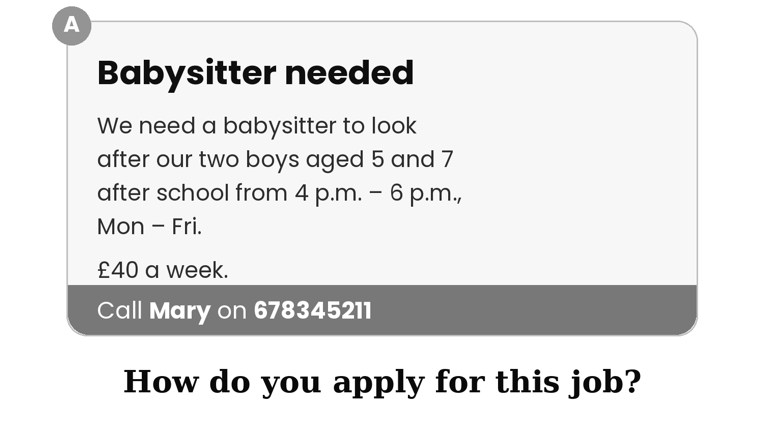 A
Babysitter needed
We need a babysitter to look
after our two boys aged 5 and 7
after school from 4 p.m. – 6 p.m.,
Mon – Fri.
£40 a week.
Call Mary on 678345211
How do you apply for this job?